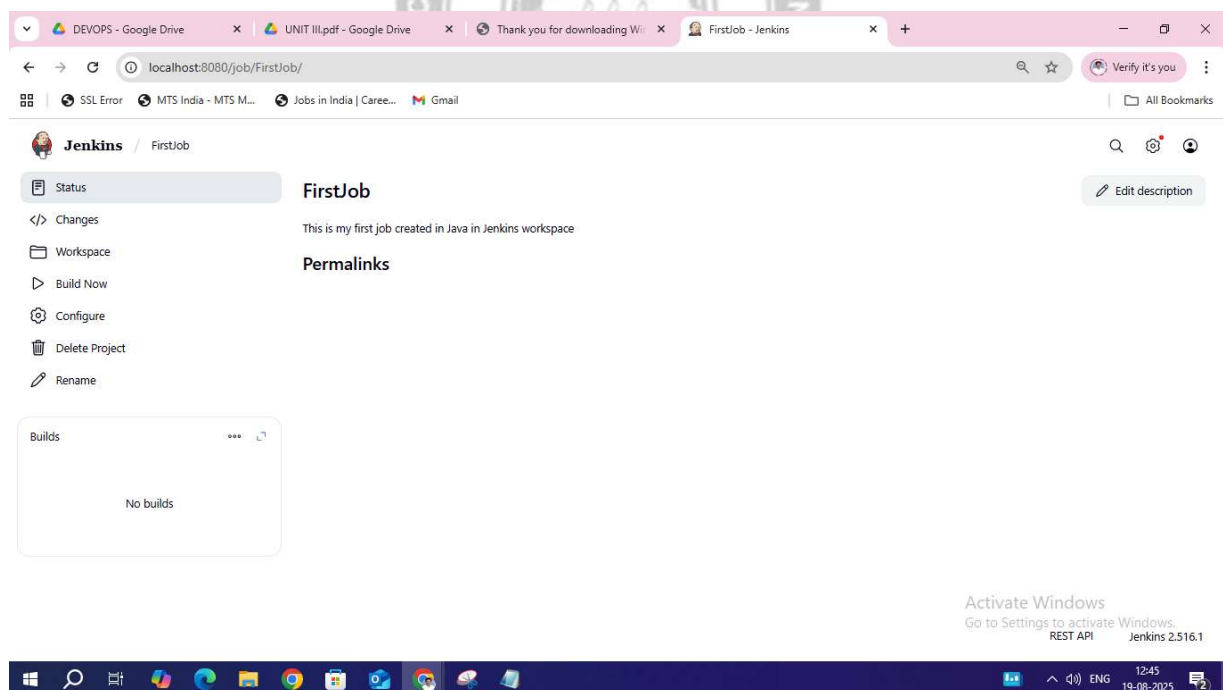 DEVOPS - Google Drive
UNIT III.pdf - Google Drive
Thank you for downloading Wi
FirstJob - Jenkins
localhost:8080/job/FirstJob/
Verify it's you
SSL Error
MTS India - MTS M...
Jobs in India | Caree...
Gmail
All Bookmarks
Jenkins / FirstJob
Status
Changes
Workspace
Build Now
Configure
Delete Project
Rename
Builds
No builds
FirstJob
Edit description
This is my first job created in Java in Jenkins workspace
Permalinks
Activate Windows
Go to Settings to activate Windows.
REST API
Jenkins 2.516.1
ENG
12:45
19-08-2025
2